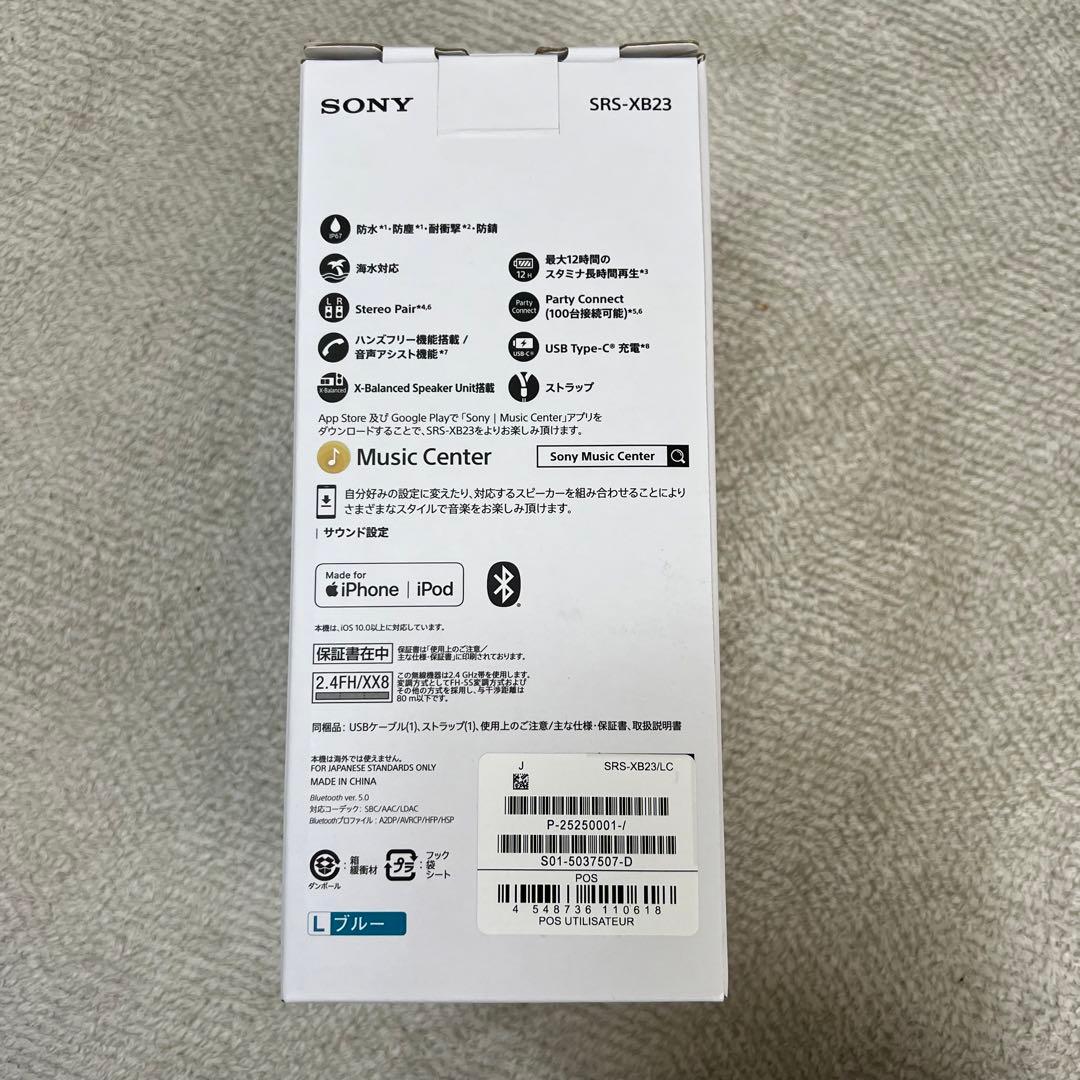 SONY
SRS-XB23
IP67
防水*1・防塵*1・耐衝撃*2・防錆
海水対応
12 H
最大12時間の
スタミナ長時間再生*3
L R
Stereo Pair*4,6
Party
Connect
Party Connect
(100台接続可能)*5,6
ハンズフリー機能搭載 /
音声アシスト機能*7
USB-C®
USB Type-C® 充電*8
X-Balanced
X-Balanced Speaker Unit搭載
ストラップ
App Store 及び Google Playで「Sony | Music Center」アプリを
ダウンロードすることで、SRS-XB23をよりお楽しみ頂けます。
Music Center
Sony Music Center
自分好みの設定に変えたり、対応するスピーカーを組み合わせることにより
さまざまなスタイルで音楽をお楽しみ頂けます。
| サウンド設定
Made for
iPhone | iPod
本機は、iOS 10.0以上に対応しています。
保証書在中
保証書は「使用上のご注意/
主な仕様・保証書」に印刷されております。
2.4FH/XX8
この無線機器は2.4 GHz帯を使用します。
変調方式としてFH-SS変調方式および
その他の方式を採用し、与干渉距離は
80 m以下です。
同梱品：USBケーブル(1)、ストラップ(1)、使用上のご注意/主な仕様・保証書、取扱説明書
本機は海外では使えません。
FOR JAPANESE STANDARDS ONLY
MADE IN CHINA
Bluetooth ver. 5.0
対応コーデック：SBC/AAC/LDAC
Bluetoothプロファイル：A2DP/AVRCP/HFP/HSP
ダンボール
：箱
緩衝材
プラ
：フック
袋
シート
L ブルー
J
SRS-XB23/LC
P-25250001-/
S01-5037507-D
POS
4 548736 110618
POS UTILISATEUR